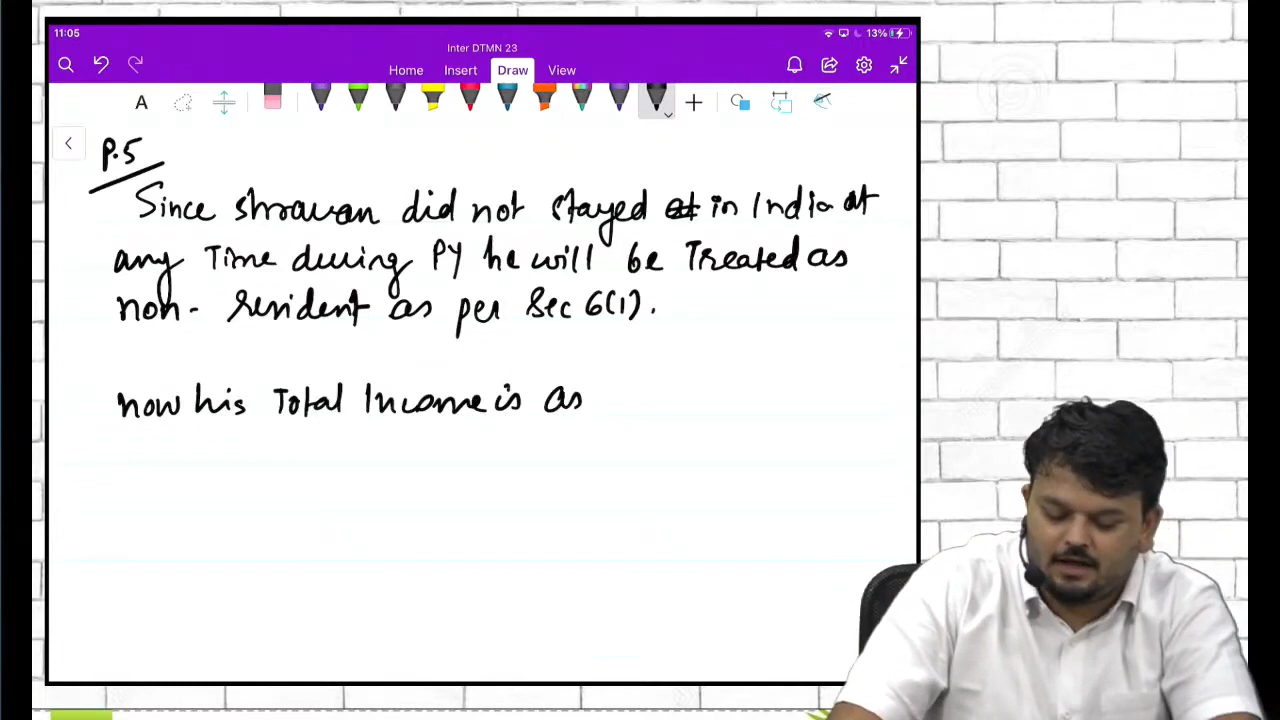 11:05
13%
Inter DTMN 23
Home Insert Draw View
A
P.5
Since shravan did not stayed at in India at
any Time during PY he will be Treated as
non-resident as per Sec 6(1).
now his Total Income is as